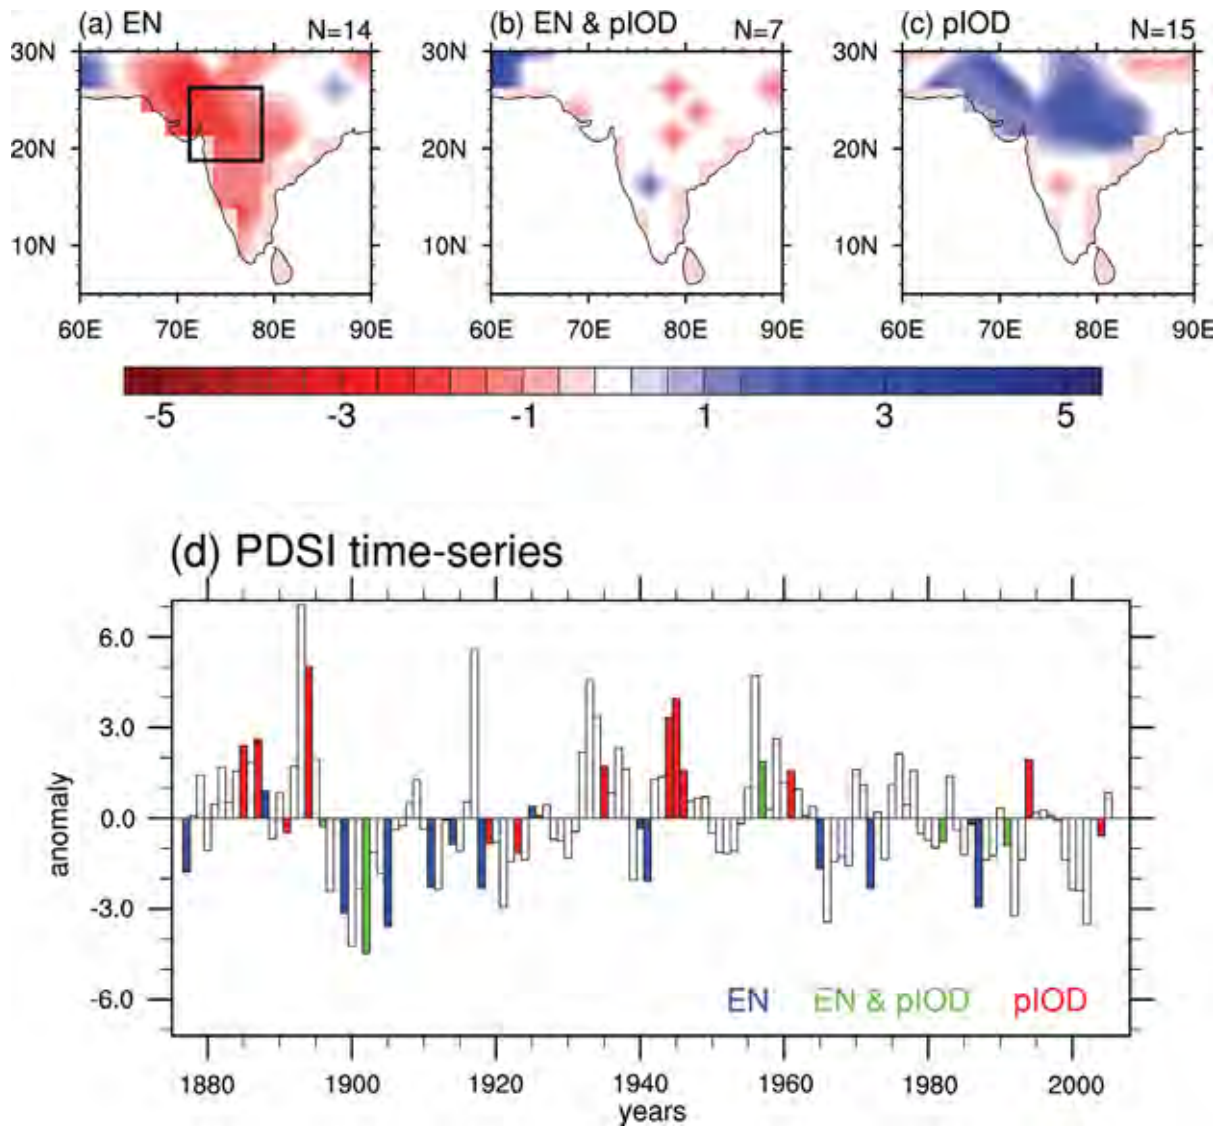 (a) EN N=14 (b) EN & pIOD N=7 (c) pIOD N=15
30N 30N 30N
20N 20N 20N
10N 10N 10N
60E 70E 80E 90E 60E 70E 80E 90E 60E 70E 80E 90E
-5 -3 -1 1 3 5
(d) PDSI time-series
6.0
3.0
0.0
-3.0
-6.0
anomaly
EN EN & pIOD pIOD
1880 1900 1920 1940 1960 1980 2000
years